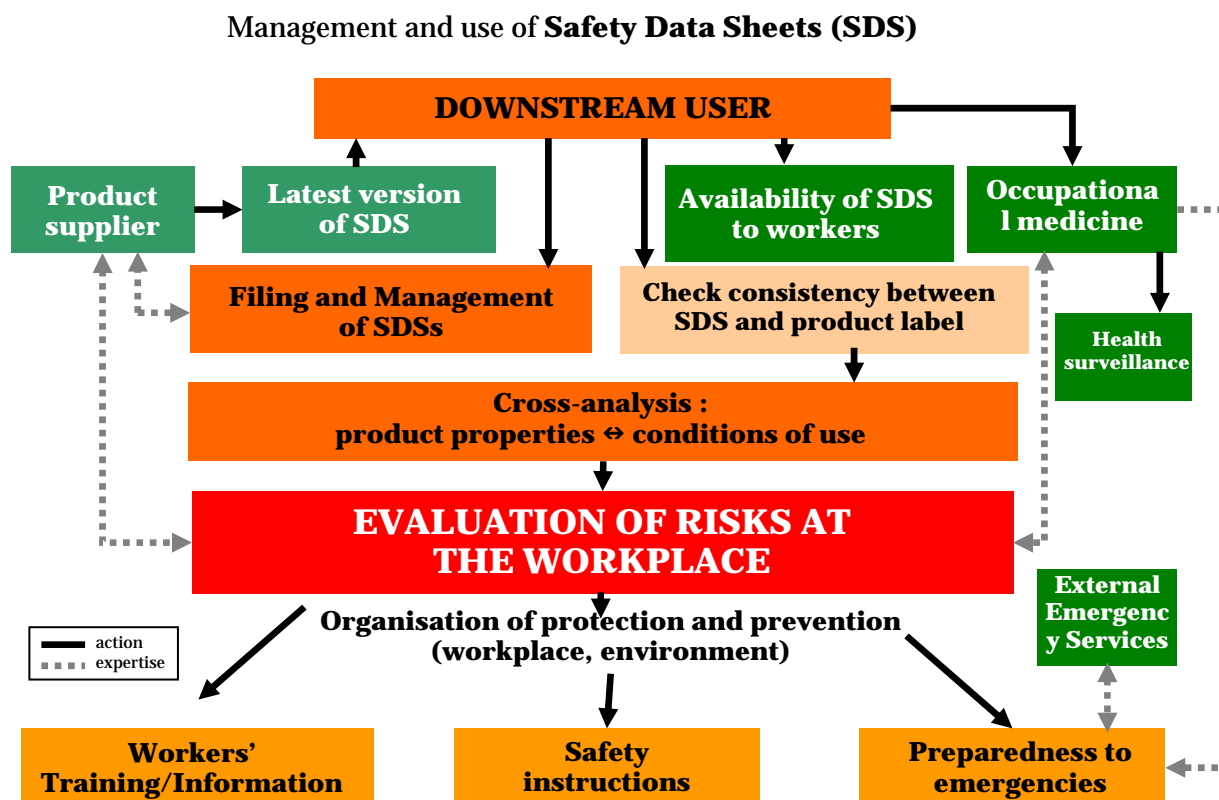 Management and use of Safety Data Sheets (SDS)
DOWNSTREAM USER
Product
supplier
Latest version
of SDS
Availability of SDS
to workers
Occupationa
l medicine
Filing and Management
of SDSs
Check consistency between
SDS and product label
Health
surveillance
Cross-analysis :
product properties ⇔ conditions of use
EVALUATION OF RISKS AT
THE WORKPLACE
External
Emergenc
y Services
Organisation of protection and prevention
(workplace, environment)
action
expertise
Workers’
Training/Information
Safety
instructions
Preparedness to
emergencies